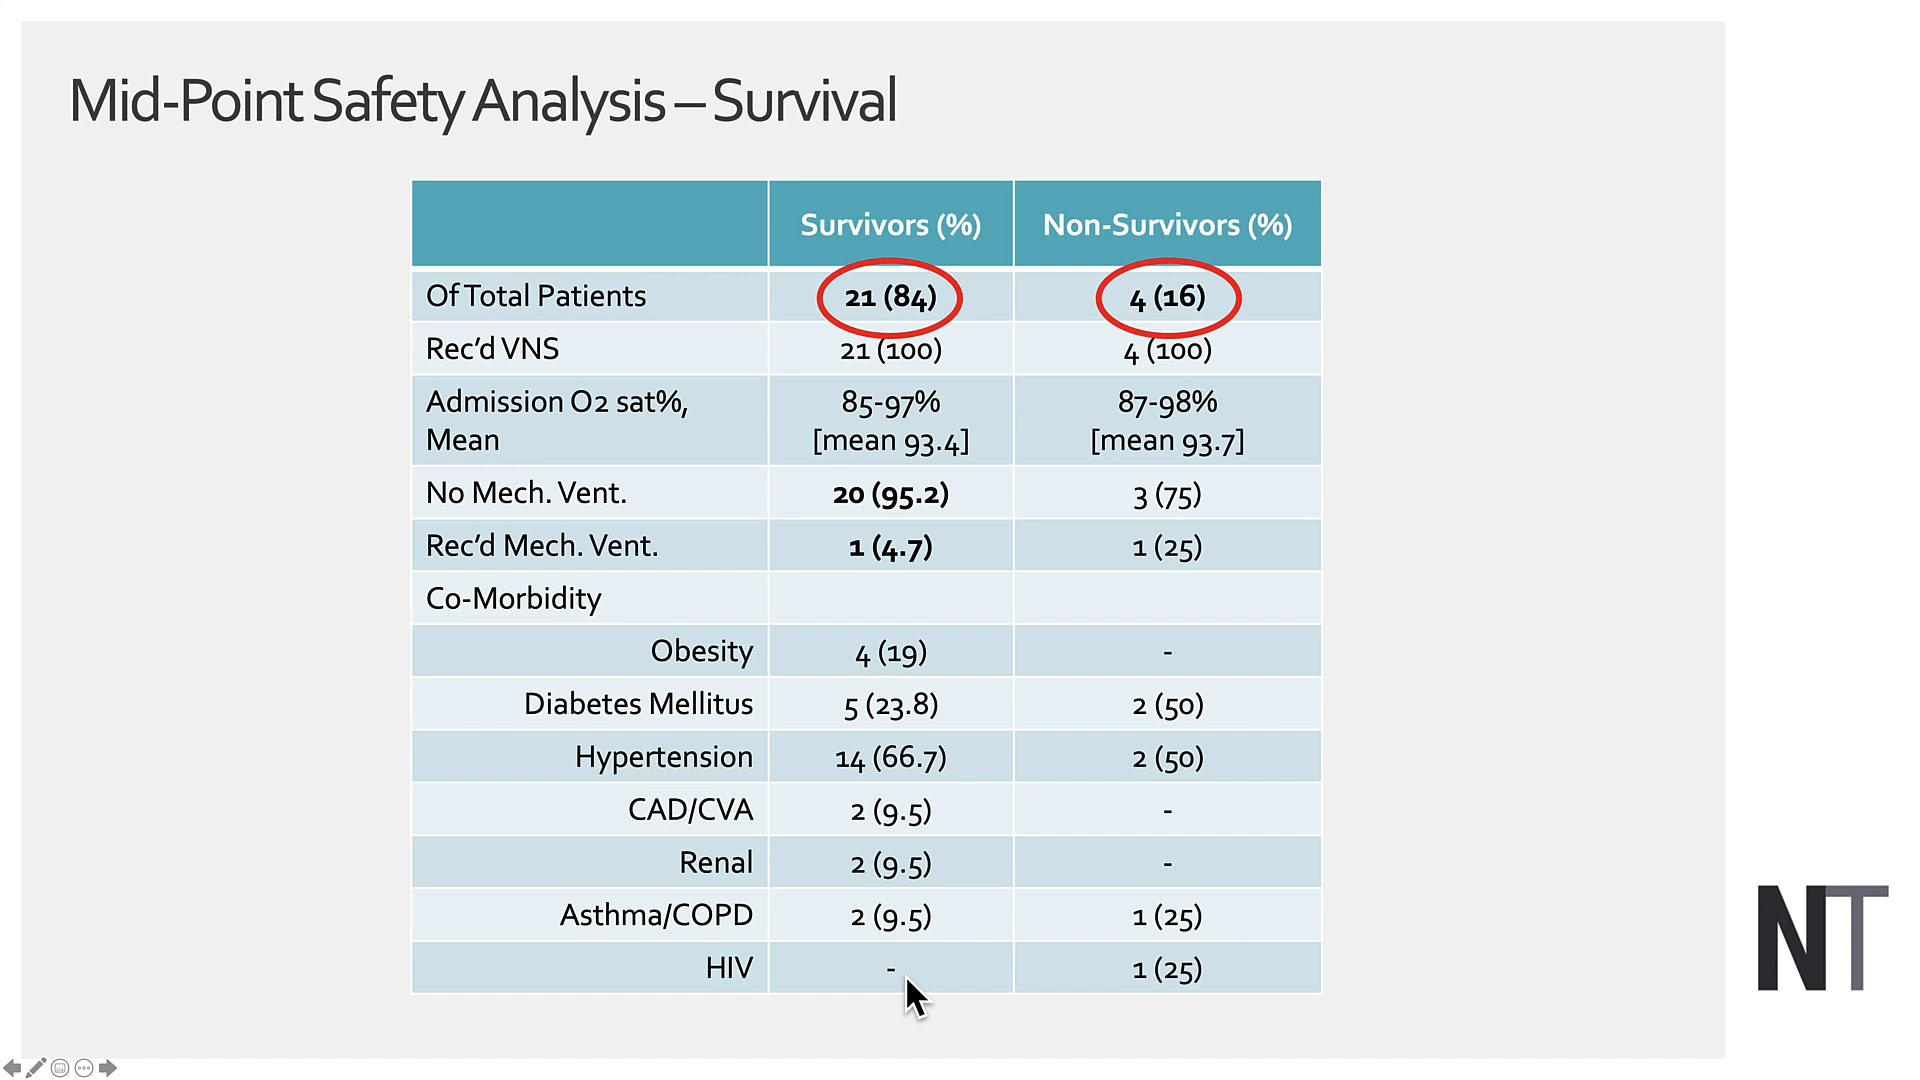 Mid-Point Safety Analysis – Survival
Survivors (%) Non-Survivors (%)
Of Total Patients 21 (84) 4 (16)
Rec’d VNS 21 (100) 4 (100)
Admission O2 sat%, 85-97% 87-98%
Mean [mean 93.4] [mean 93.7]
No Mech. Vent. 20 (95.2) 3 (75)
Rec’d Mech. Vent. 1 (4.7) 1 (25)
Co-Morbidity
Obesity 4 (19) -
Diabetes Mellitus 5 (23.8) 2 (50)
Hypertension 14 (66.7) 2 (50)
CAD/CVA 2 (9.5) -
Renal 2 (9.5) -
Asthma/COPD 2 (9.5) 1 (25)
HIV - 1 (25)
NT